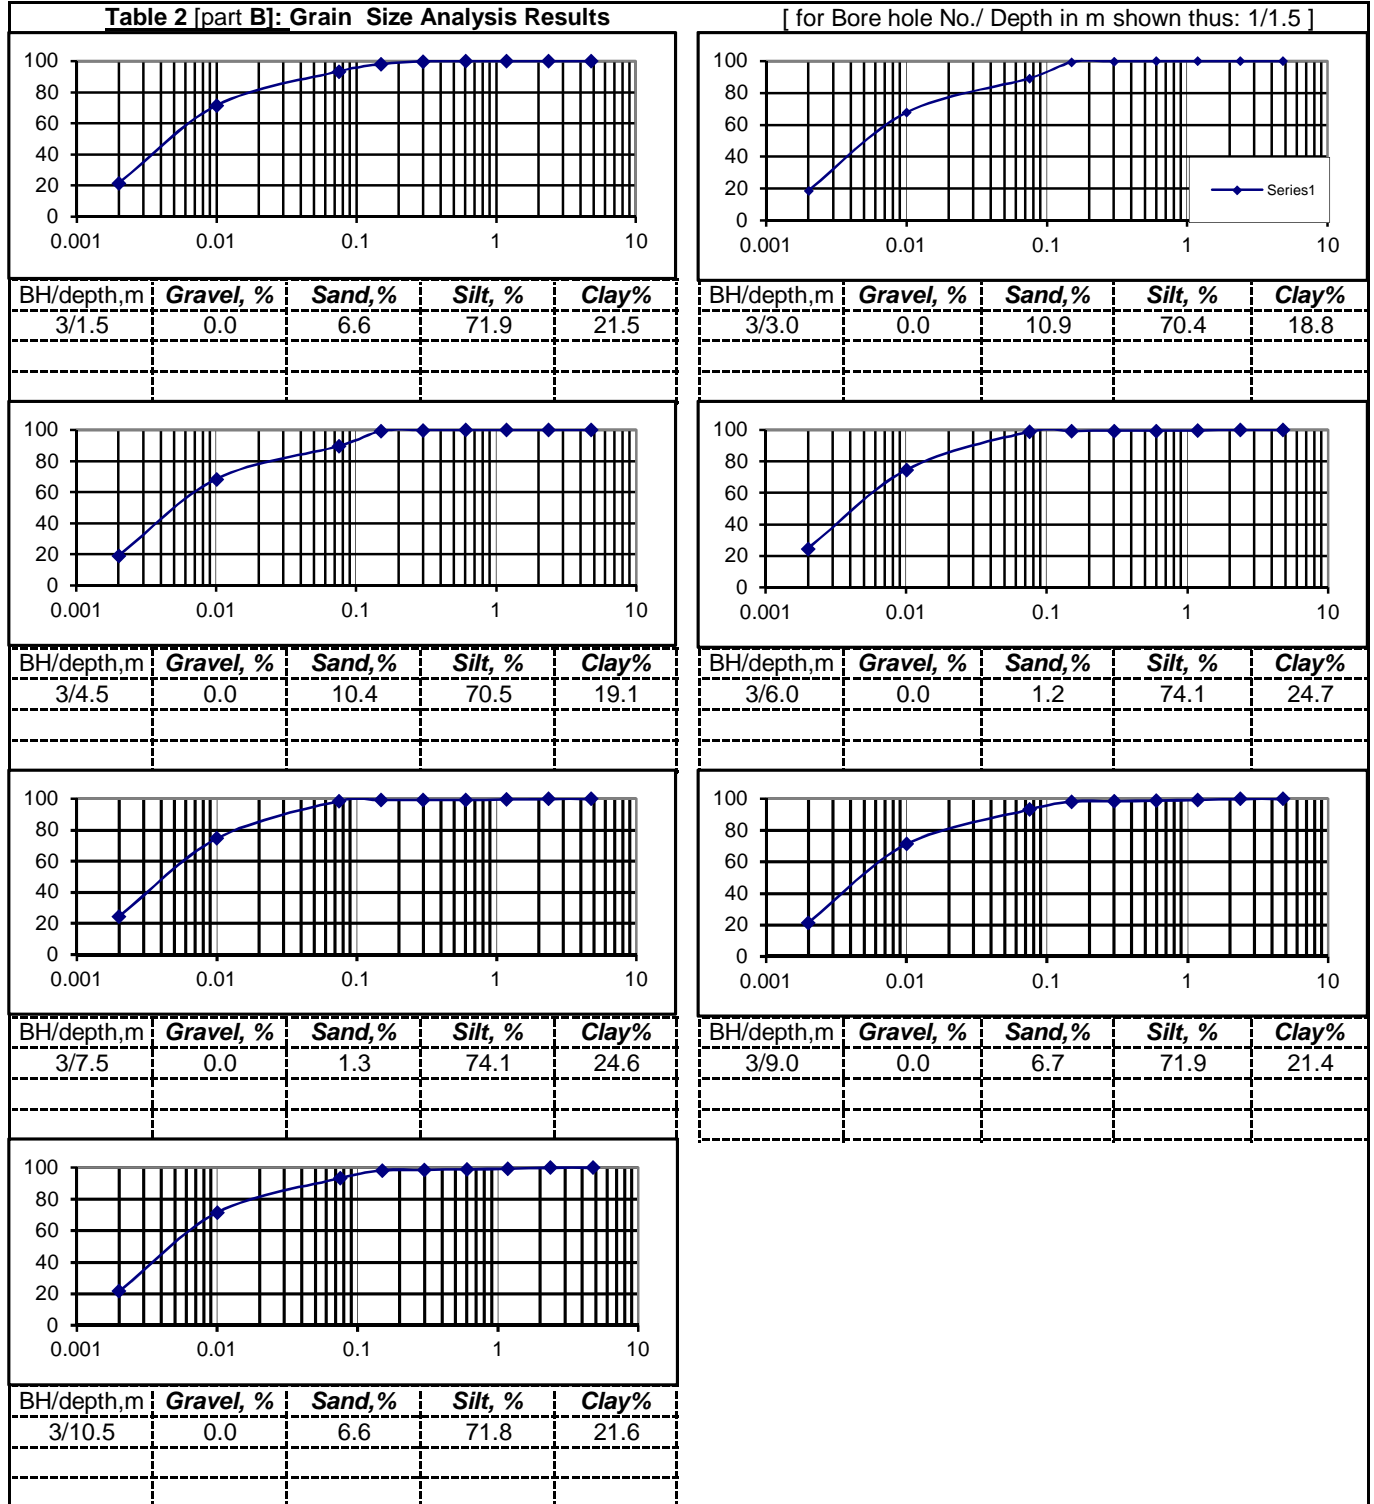 Table 2 [part B]: Grain Size Analysis Results [ for Bore hole No./ Depth in m shown thus: 1/1.5 ]
100
80
60
40
20
0
0.001 0.01 0.1 1 10
BH/depth,m Gravel, % Sand,% Silt, % Clay%
3/1.5 0.0 6.6 71.9 21.5
100
80
60
40
20
0
0.001 0.01 0.1 1 10
Series1
BH/depth,m Gravel, % Sand,% Silt, % Clay%
3/3.0 0.0 10.9 70.4 18.8
100
80
60
40
20
0
0.001 0.01 0.1 1 10
BH/depth,m Gravel, % Sand,% Silt, % Clay%
3/4.5 0.0 10.4 70.5 19.1
100
80
60
40
20
0
0.001 0.01 0.1 1 10
BH/depth,m Gravel, % Sand,% Silt, % Clay%
3/6.0 0.0 1.2 74.1 24.7
100
80
60
40
20
0
0.001 0.01 0.1 1 10
BH/depth,m Gravel, % Sand,% Silt, % Clay%
3/7.5 0.0 1.3 74.1 24.6
100
80
60
40
20
0
0.001 0.01 0.1 1 10
BH/depth,m Gravel, % Sand,% Silt, % Clay%
3/9.0 0.0 6.7 71.9 21.4
100
80
60
40
20
0
0.001 0.01 0.1 1 10
BH/depth,m Gravel, % Sand,% Silt, % Clay%
3/10.5 0.0 6.6 71.8 21.6